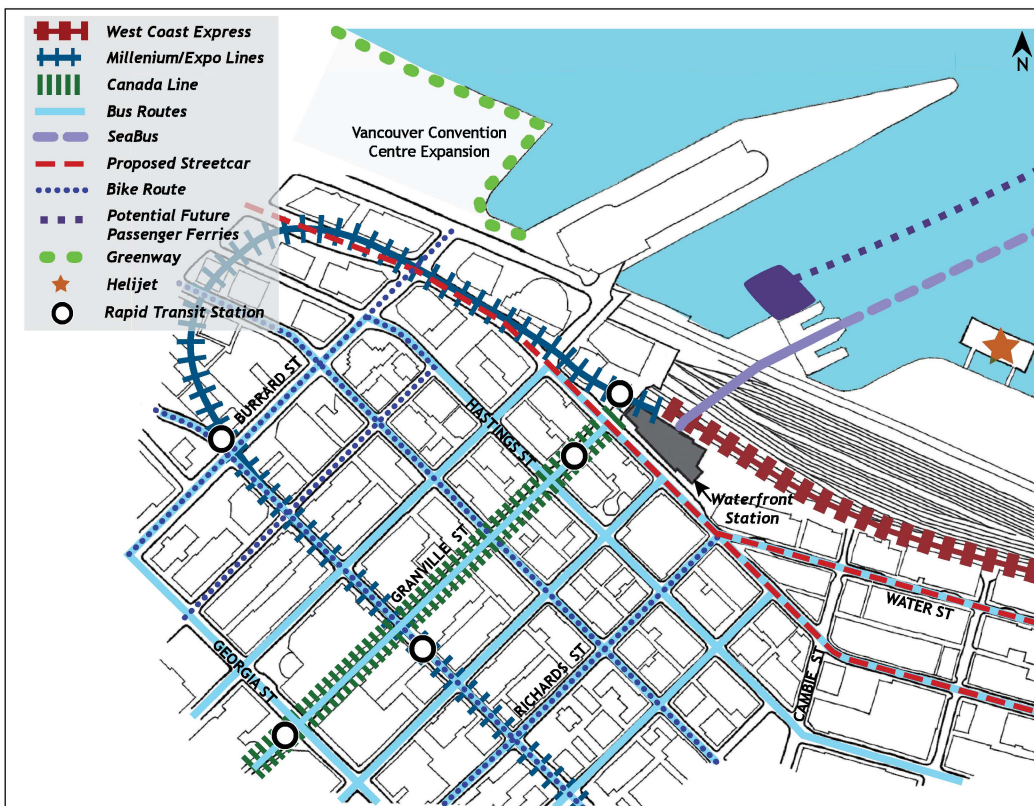 West Coast Express
Millenium/Expo Lines
Canada Line
Bus Routes
SeaBus
Proposed Streetcar
Bike Route
Potential Future
Passenger Ferries
Greenway
Helijet
Rapid Transit Station
N
Vancouver Convention
Centre Expansion
BURRARD ST
HASTINGS ST
Waterfront
Station
GRANVILLE ST
WATER ST
GEORGIA ST
RICHARDS ST
CAMBIE ST